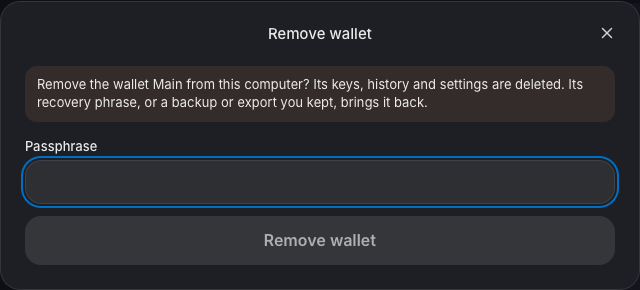 Remove wallet
Remove the wallet Main from this computer? Its keys, history and settings are deleted. Its
recovery phrase, or a backup or export you kept, brings it back.
Passphrase
Remove wallet